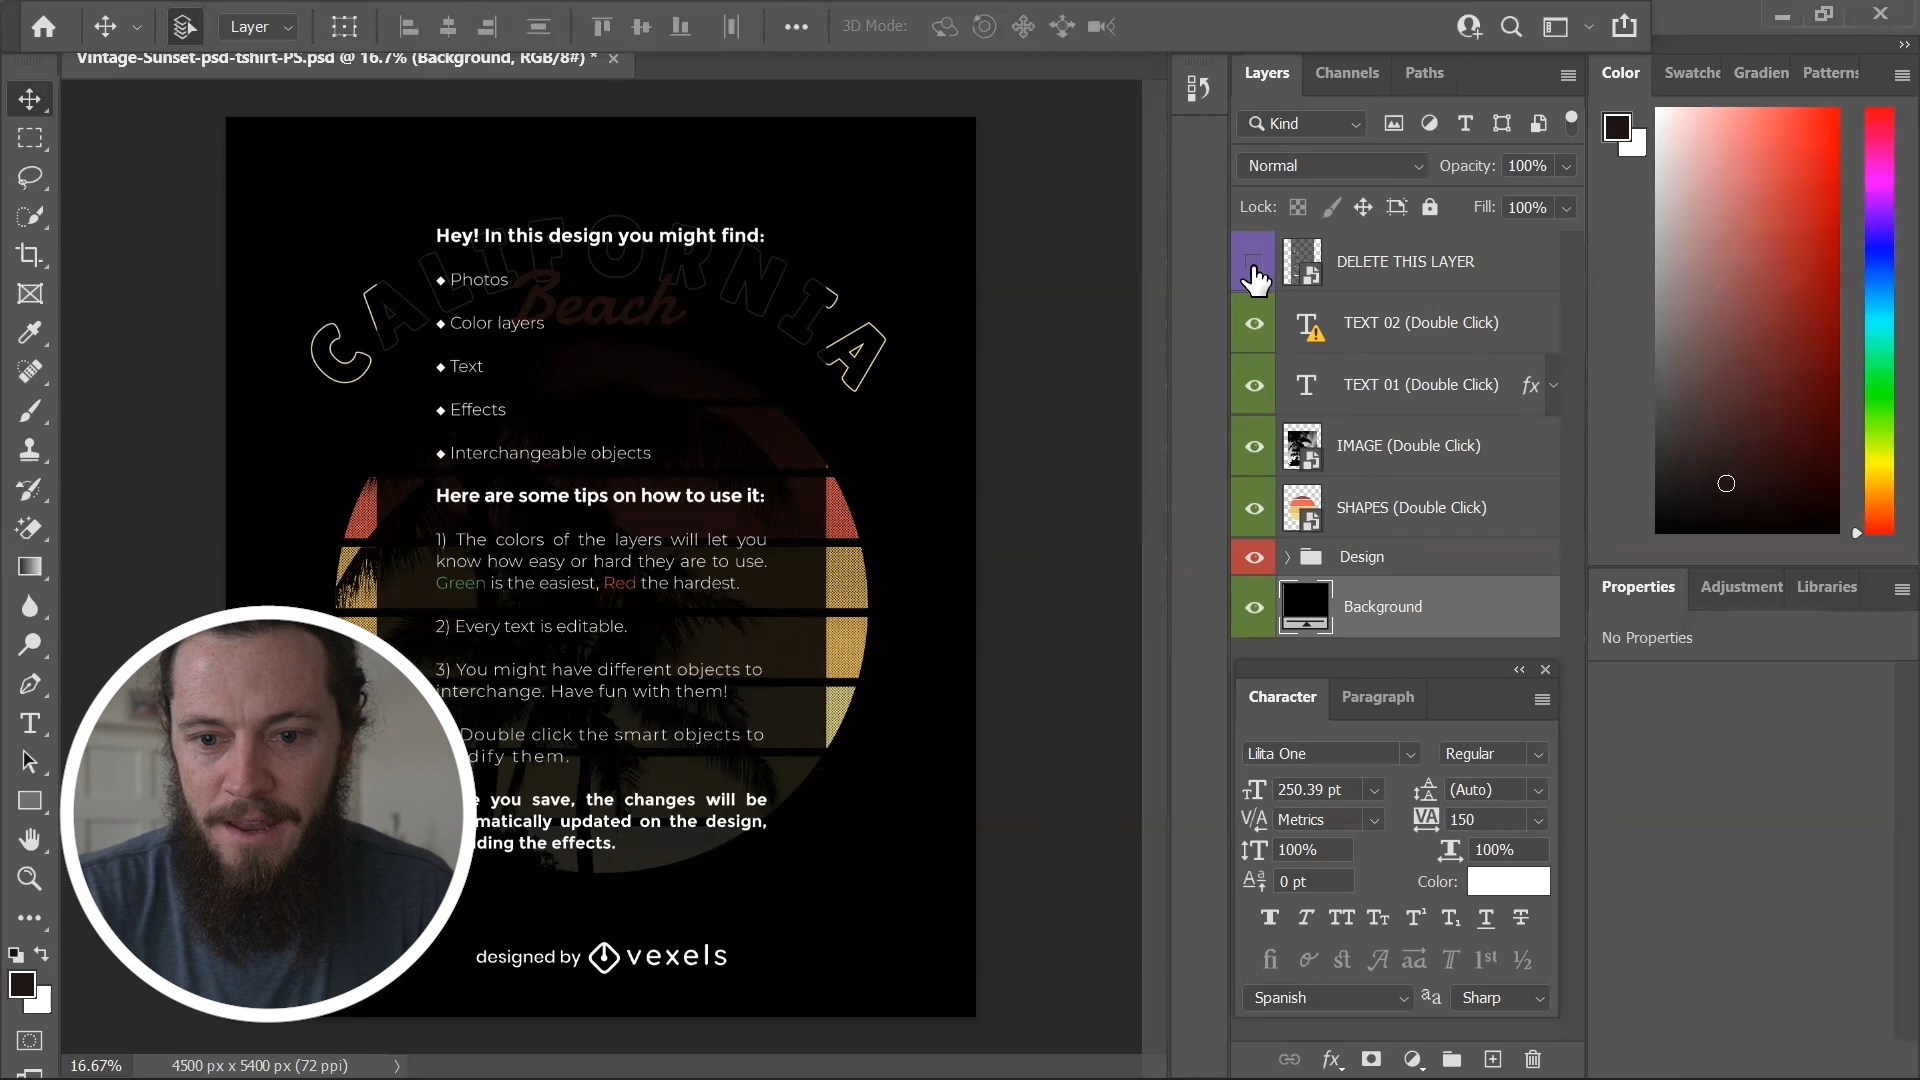 Layer
3D Mode:
Vintage-Sunset-psd-tshirt-PS.psd @ 16.7% (Background, RGB/8#) *
Layers Channels Paths
Color Swatche Gradien Patterns
Kind
Normal Opacity: 100%
Lock: Fill: 100%
DELETE THIS LAYER
TEXT 02 (Double Click)
TEXT 01 (Double Click) fx
IMAGE (Double Click)
SHAPES (Double Click)
Design
Background
Properties Adjustment Libraries
No Properties
Character Paragraph
Lilita One Regular
250.39 pt (Auto)
Metrics 150
100% 100%
0 pt Color:
Spanish aa Sharp
CALIFORNIA
Beach
Hey! In this design you might find:
◆ Photos
◆ Color layers
◆ Text
◆ Effects
◆ Interchangeable objects
Here are some tips on how to use it:
1) The colors of the layers will let you
know how easy or hard they are to use.
Green is the easiest, Red the hardest.
2) Every text is editable.
3) You might have different objects to
interchange. Have fun with them!
Double click the smart objects to
dify them.
you save, the changes will be
matically updated on the design,
ding the effects.
designed by vexels
16.67% 4500 px x 5400 px (72 ppi)